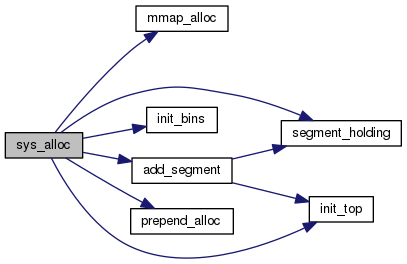 mmap_alloc
init_bins
segment_holding
sys_alloc
add_segment
init_top
prepend_alloc